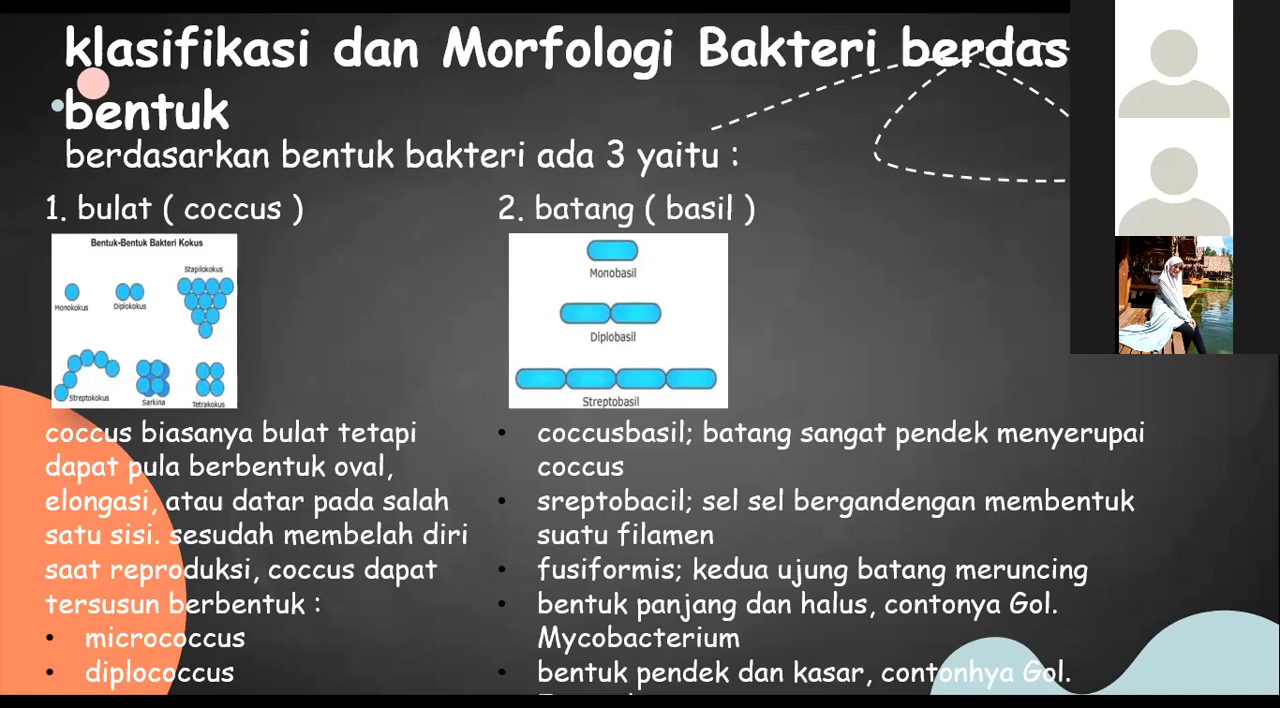 klasifikasi dan Morfologi Bakteri berdas
bentuk
berdasarkan bentuk bakteri ada 3 yaitu :
1. bulat ( coccus )
Bentuk-Bentuk Bakteri Kokus
Stapilokokus
Monokokus
Diplokokus
Streptokokus
Sarkina
Tetrakokus
coccus biasanya bulat tetapi
dapat pula berbentuk oval,
elongasi, atau datar pada salah
satu sisi. sesudah membelah diri
saat reproduksi, coccus dapat
tersusun berbentuk :
• micrococcus
• diplococcus
2. batang ( basil )
Monobasil
Diplobasil
Streptobasil
• coccusbasil; batang sangat pendek menyerupai
coccus
• sreptobacil; sel sel bergandengan membentuk
suatu filamen
• fusiformis; kedua ujung batang meruncing
• bentuk panjang dan halus, contonya Gol.
Mycobacterium
• bentuk pendek dan kasar, contonhya Gol.